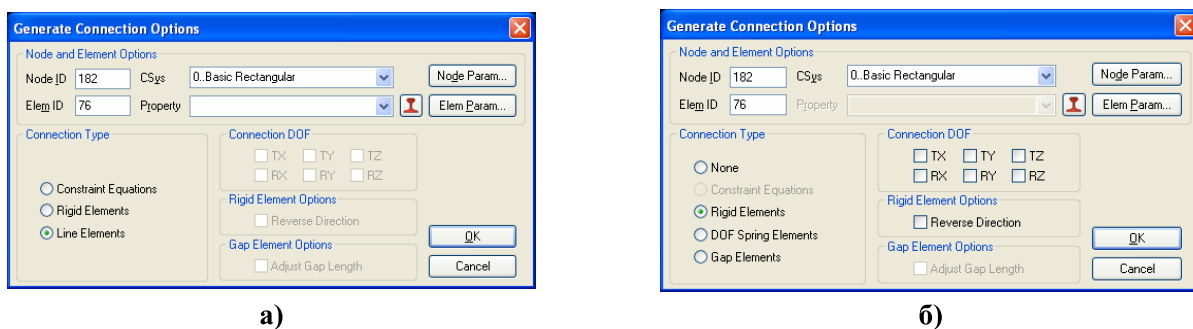 Generate Connection Options
Node and Element Options
Node ID 182 CSys 0..Basic Rectangular Node Param...
Elem ID 76 Property Elem Param...
Connection Type
Constraint Equations
Rigid Elements
Line Elements
Connection DOF
TX TY TZ
RX RY RZ
Rigid Element Options
Reverse Direction
Gap Element Options
Adjust Gap Length
OK
Cancel
а)
Generate Connection Options
Node and Element Options
Node ID 182 CSys 0..Basic Rectangular Node Param...
Elem ID 76 Property Elem Param...
Connection Type
None
Constraint Equations
Rigid Elements
DOF Spring Elements
Gap Elements
Connection DOF
TX TY TZ
RX RY RZ
Rigid Element Options
Reverse Direction
Gap Element Options
Adjust Gap Length
OK
Cancel
б)